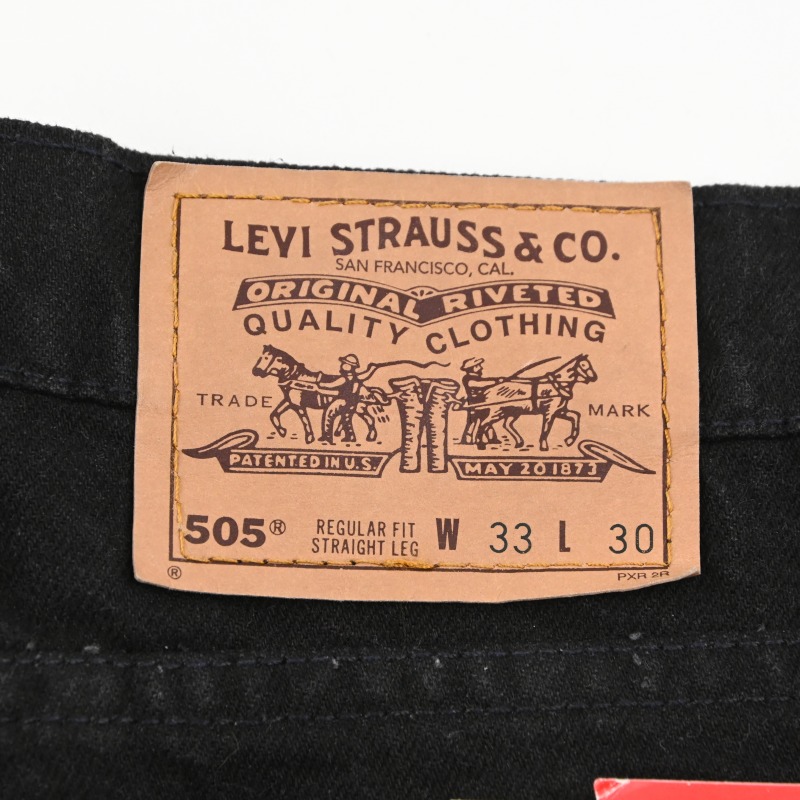 LEVI STRAUSS & CO.
SAN FRANCISCO, CAL.
ORIGINAL RIVETED
QUALITY CLOTHING
TRADE MARK
PATENTED IN U.S. MAY 20 1873
505® REGULAR FIT W 33 L 30
STRAIGHT LEG
® PXR 2R